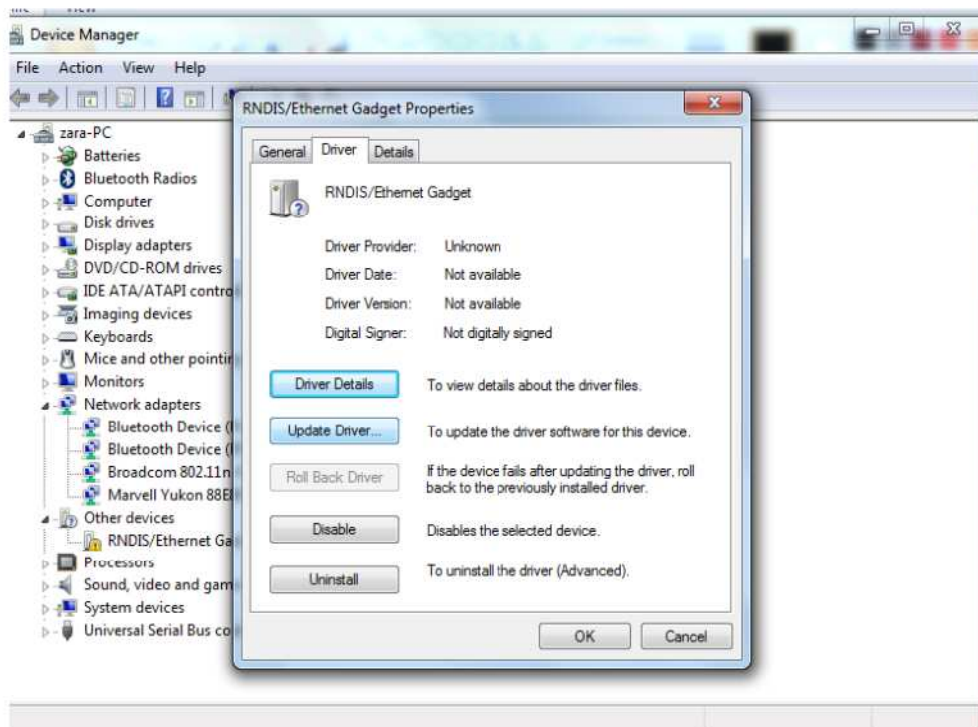 Device Manager
File Action View Help
zara-PC
Batteries
Bluetooth Radios
Computer
Disk drives
Display adapters
DVD/CD-ROM drives
IDE ATA/ATAPI contro
Imaging devices
Keyboards
Mice and other pointin
Monitors
Network adapters
Bluetooth Device (
Bluetooth Device (
Broadcom 802.11n
Marvell Yukon 88E
Other devices
RNDIS/Ethernet Ga
Processors
Sound, video and gam
System devices
Universal Serial Bus co
RNDIS/Ethernet Gadget Properties
General Driver Details
RNDIS/Ethernet Gadget
Driver Provider: Unknown
Driver Date: Not available
Driver Version: Not available
Digital Signer: Not digitally signed
Driver Details To view details about the driver files.
Update Driver... To update the driver software for this device.
Roll Back Driver If the device fails after updating the driver, roll
back to the previously installed driver.
Disable Disables the selected device.
Uninstall To uninstall the driver (Advanced).
OK Cancel